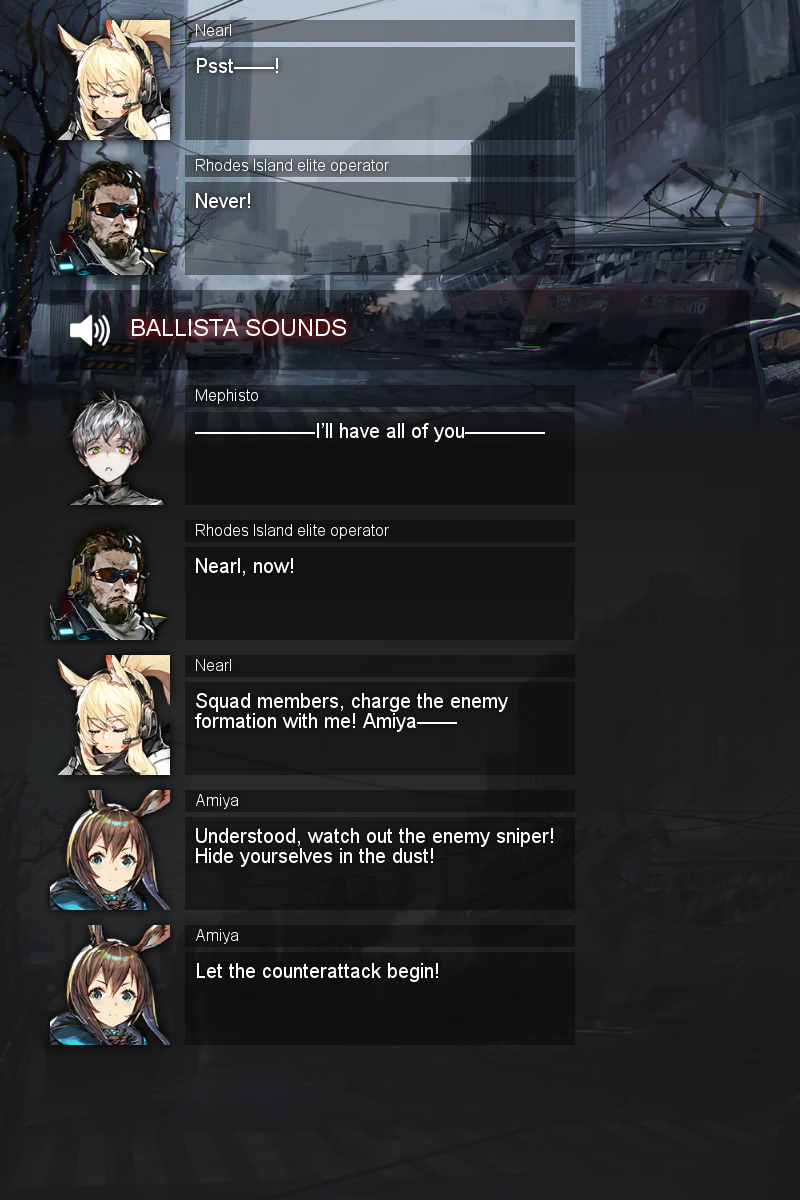 Nearl
Psst——!
Rhodes Island elite operator
Never!
BALLISTA SOUNDS
Mephisto
——————I'll have all of you————
Rhodes Island elite operator
Nearl, now!
Nearl
Squad members, charge the enemy
formation with me! Amiya——
Amiya
Understood, watch out the enemy sniper!
Hide yourselves in the dust!
Amiya
Let the counterattack begin!